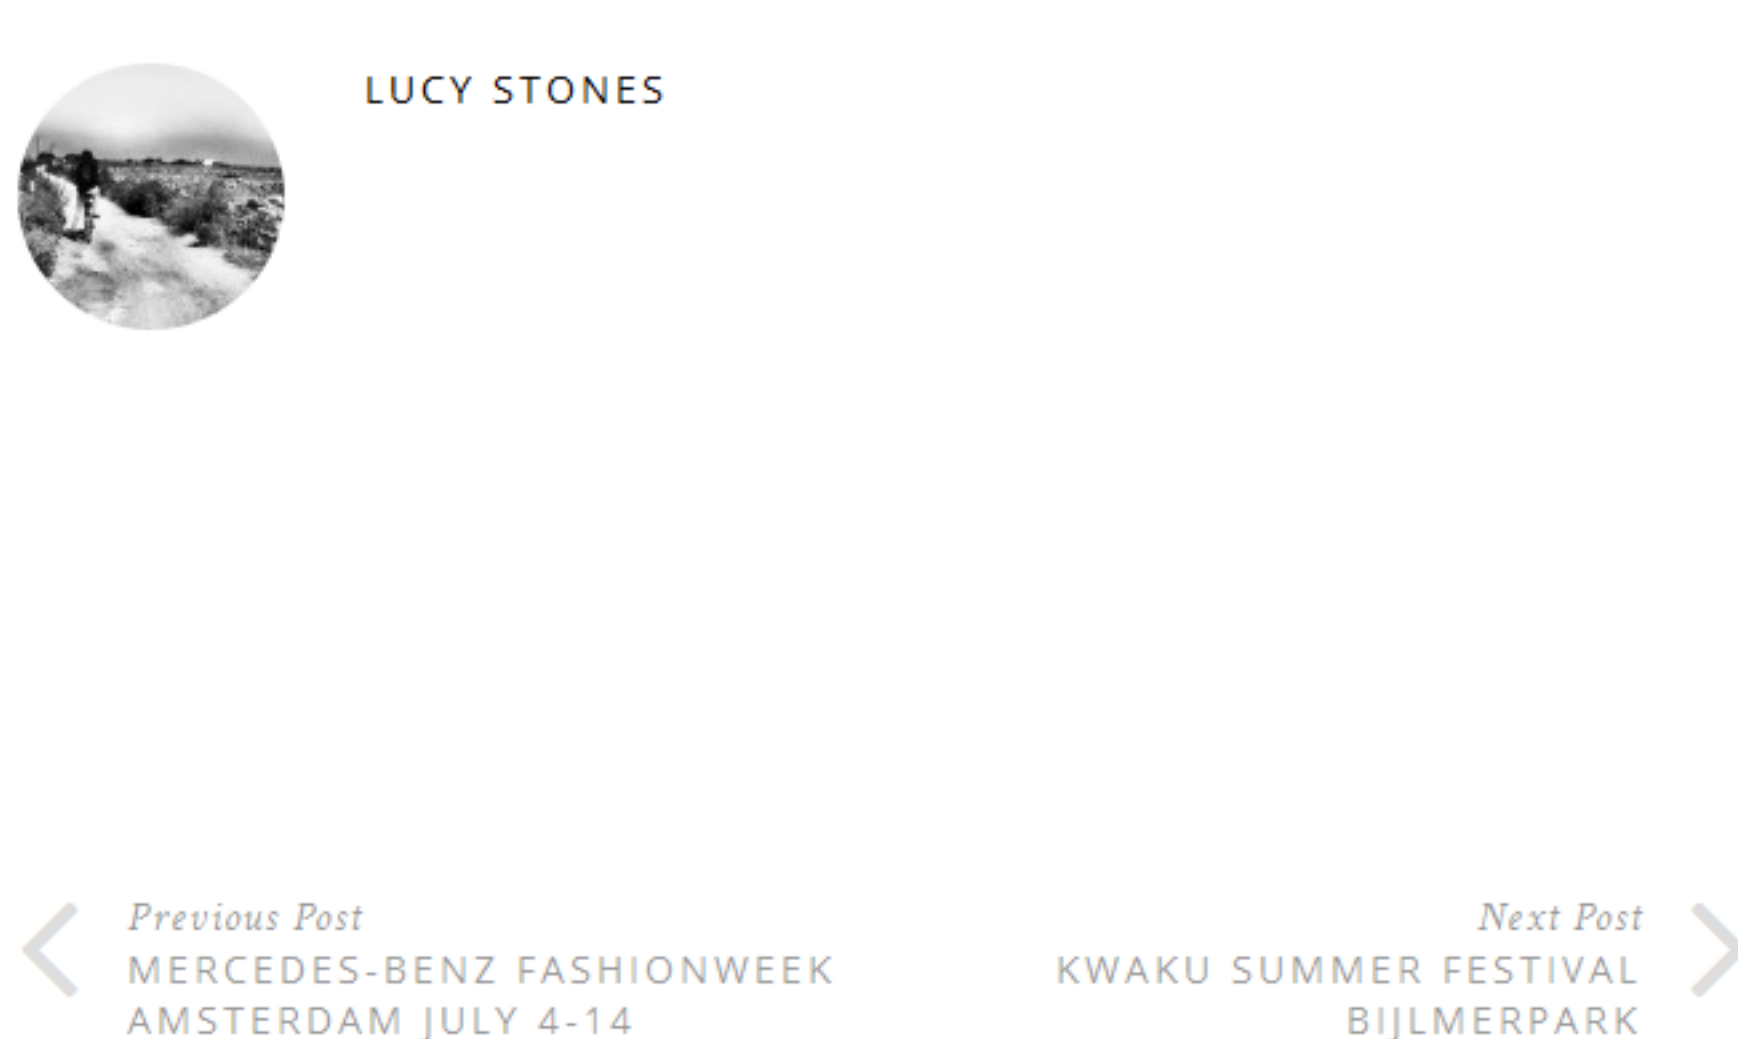 LUCY STONES
Previous Post
MERCEDES-BENZ FASHIONWEEK
AMSTERDAM JULY 4-14
Next Post
KWAKU SUMMER FESTIVAL
BIJLMERPARK